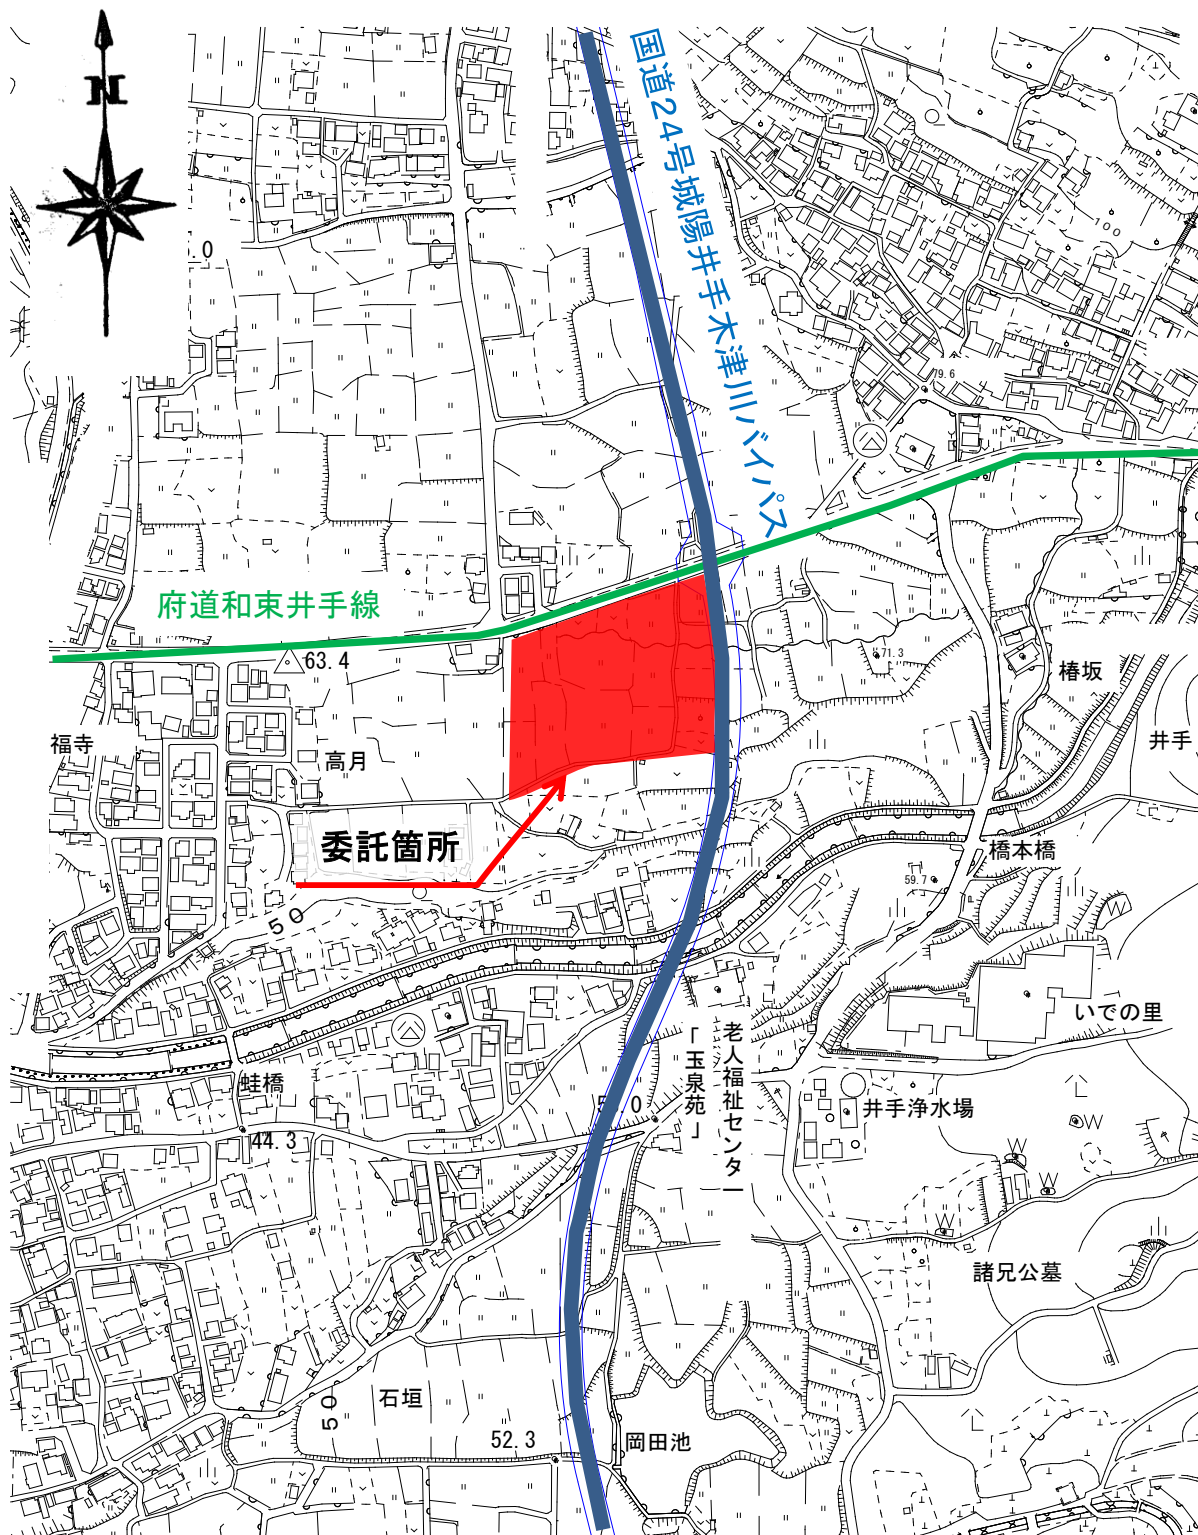 N
国道24号城陽井手木津川バイパス
.0
79.6
府道和束井手線
63.4
71.3
椿坂
井手
福寺
高月
委託箇所
橋本橋
59.7
50
W
いでの里
老人福祉センター
「玉泉苑」
蛙橋
井手浄水場
44.3
W
W
W
W
諸兄公墓
石垣
50
52.3
岡田池